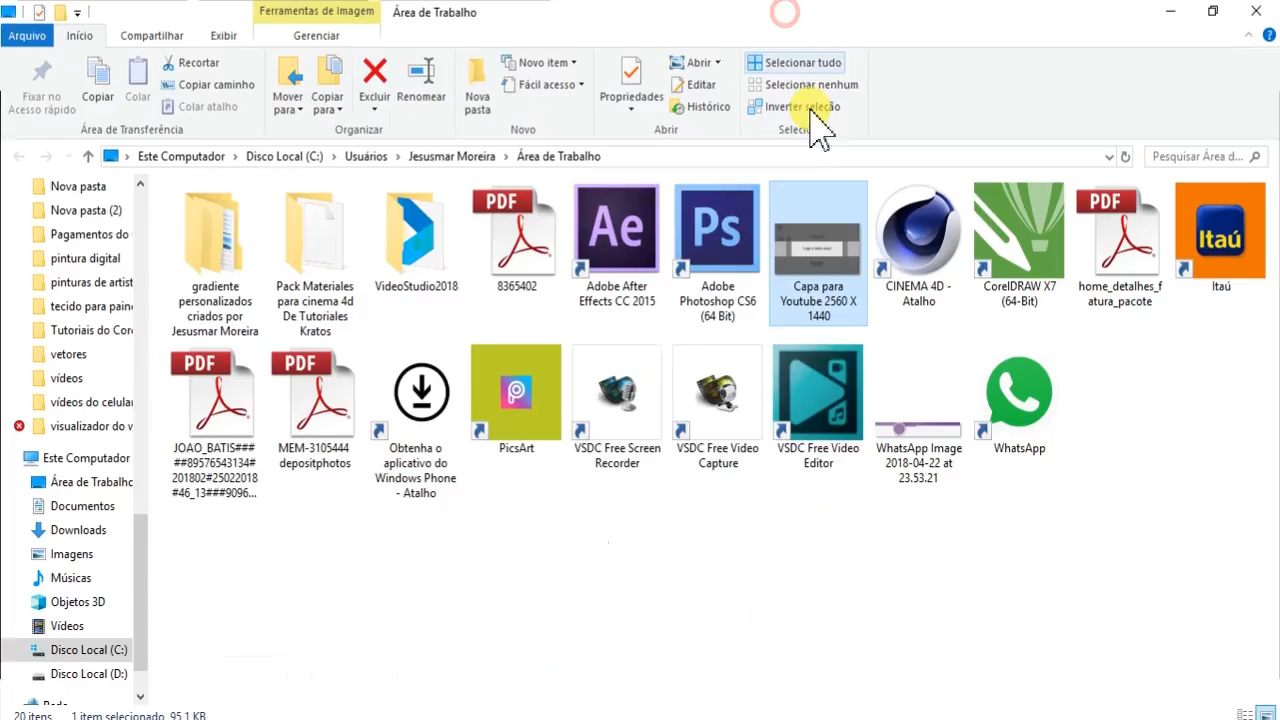 Ferramentas de Imagem
Área de Trabalho
Arquivo
Início
Compartilhar
Exibir
Gerenciar
Fixar no
Acesso rápido
Copiar
Colar
Recortar
Copiar caminho
Colar atalho
Área de Transferência
Mover
para
Copiar
para
Excluir
Renomear
Organizar
Nova
pasta
Novo item
Fácil acesso
Novo
Propriedades
Abrir
Editar
Histórico
Abrir
Selecionar tudo
Selecionar nenhum
Inverter seleção
Este Computador
Disco Local (C:)
Usuários
Jesusmar Moreira
Área de Trabalho
Pesquisar Área d...
Nova pasta
Nova pasta (2)
Pagamentos do
pintura digital
pinturas de artist
tecido para paine
Tutoriais do Core
vetores
vídeos
vídeos do celular
visualizador do v
Este Computador
Área de Trabalho
Documentos
Downloads
Imagens
Músicas
Objetos 3D
Vídeos
Disco Local (C:)
Disco Local (D:)
gradiente
personalizados
criados por
Jesusmar Moreira
Pack Materiales
para cinema 4d
De Tutoriales
Kratos
VideoStudio2018
PDF
8365402
Ae
Adobe After
Effects CC 2015
Ps
Adobe
Photoshop CS6
(64 Bit)
Capa para
Youtube 2560 X
1440
CINEMA 4D -
Atalho
CorelDRAW X7
(64-Bit)
PDF
home_detalhes_f
atura_pacote
Itaú
Itaú
PDF
JOAO_BATIS###
##89576543134#
201802#25022018
#46_13###9096...
PDF
MEM-3105444
depositphotos
Obtenha o
aplicativo do
Windows Phone
- Atalho
PicsArt
VSDC Free Screen
Recorder
VSDC Free Video
Capture
VSDC Free Video
Editor
WhatsApp Image
2018-04-22 at
23.53.21
WhatsApp
20 itens
1 item selecionado 95,1 KB